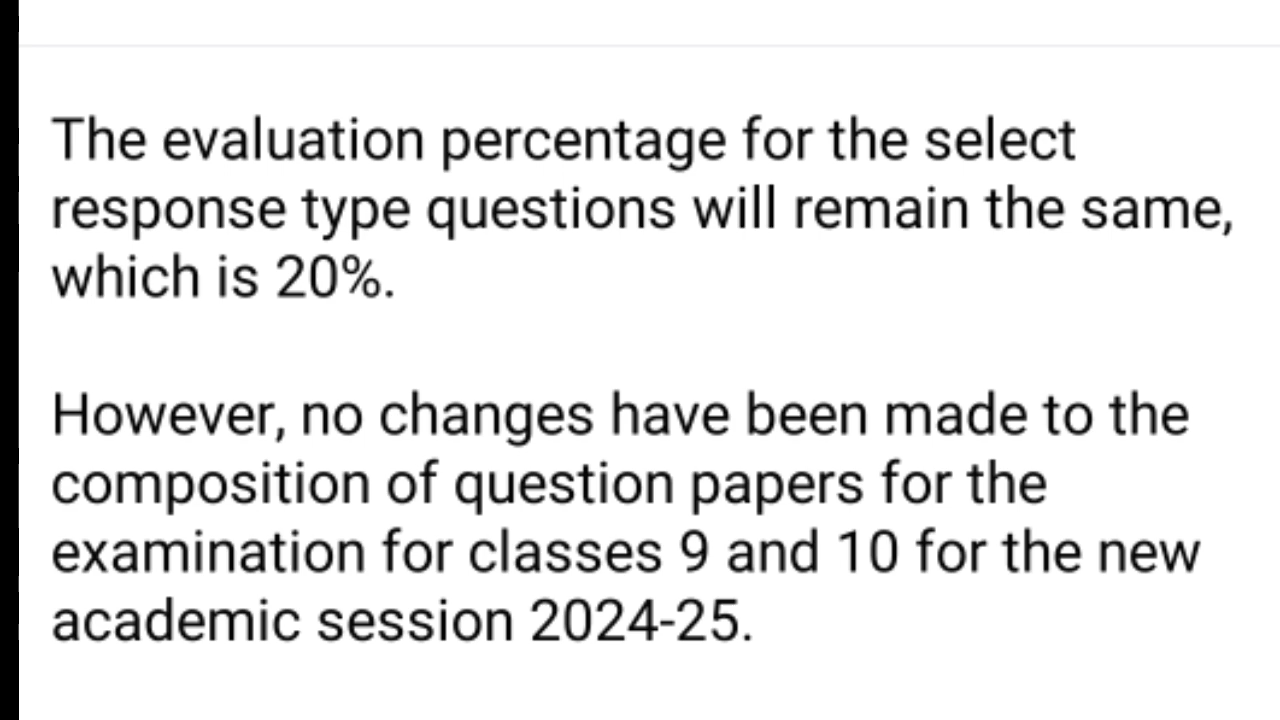 The evaluation percentage for the select
response type questions will remain the same,
which is 20%.
However, no changes have been made to the
composition of question papers for the
examination for classes 9 and 10 for the new
academic session 2024-25.